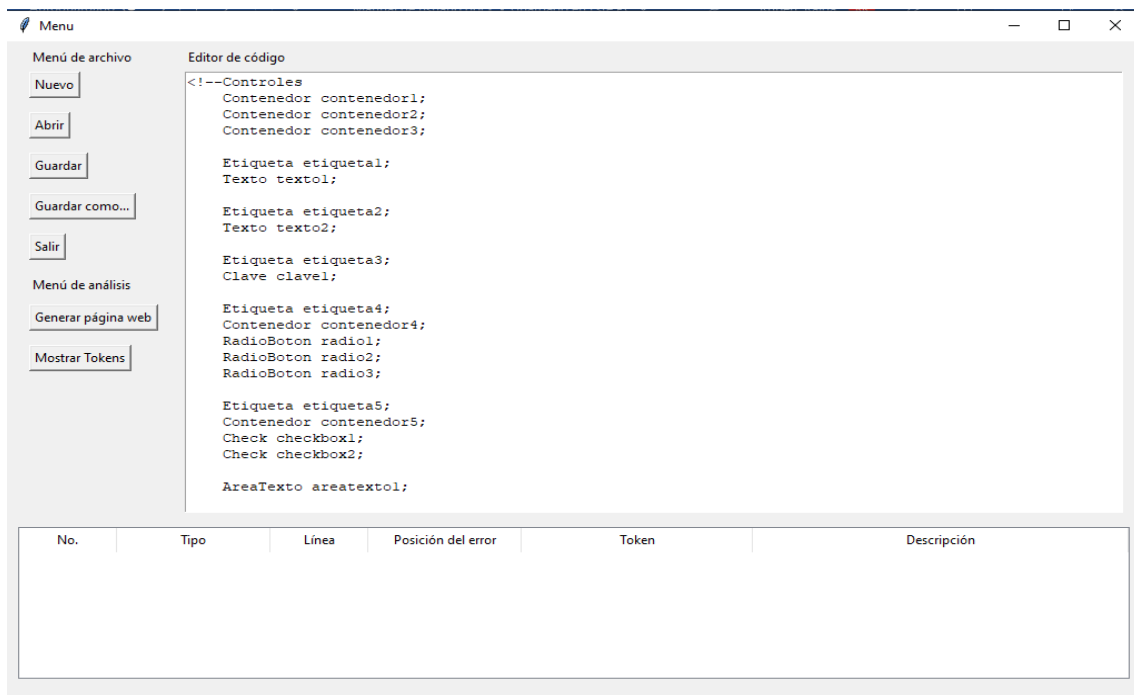 Menu
Menú de archivo
Nuevo
Abrir
Guardar
Guardar como...
Salir
Menú de análisis
Generar página web
Mostrar Tokens
Editor de código
<!--Controles
    Contenedor contenedor1;
    Contenedor contenedor2;
    Contenedor contenedor3;

    Etiqueta etiqueta1;
    Texto texto1;

    Etiqueta etiqueta2;
    Texto texto2;

    Etiqueta etiqueta3;
    Clave clave1;

    Etiqueta etiqueta4;
    Contenedor contenedor4;
    RadioBoton radio1;
    RadioBoton radio2;
    RadioBoton radio3;

    Etiqueta etiqueta5;
    Contenedor contenedor5;
    Check checkbox1;
    Check checkbox2;

    AreaTexto areatexto1;
No. Tipo Línea Posición del error Token Descripción